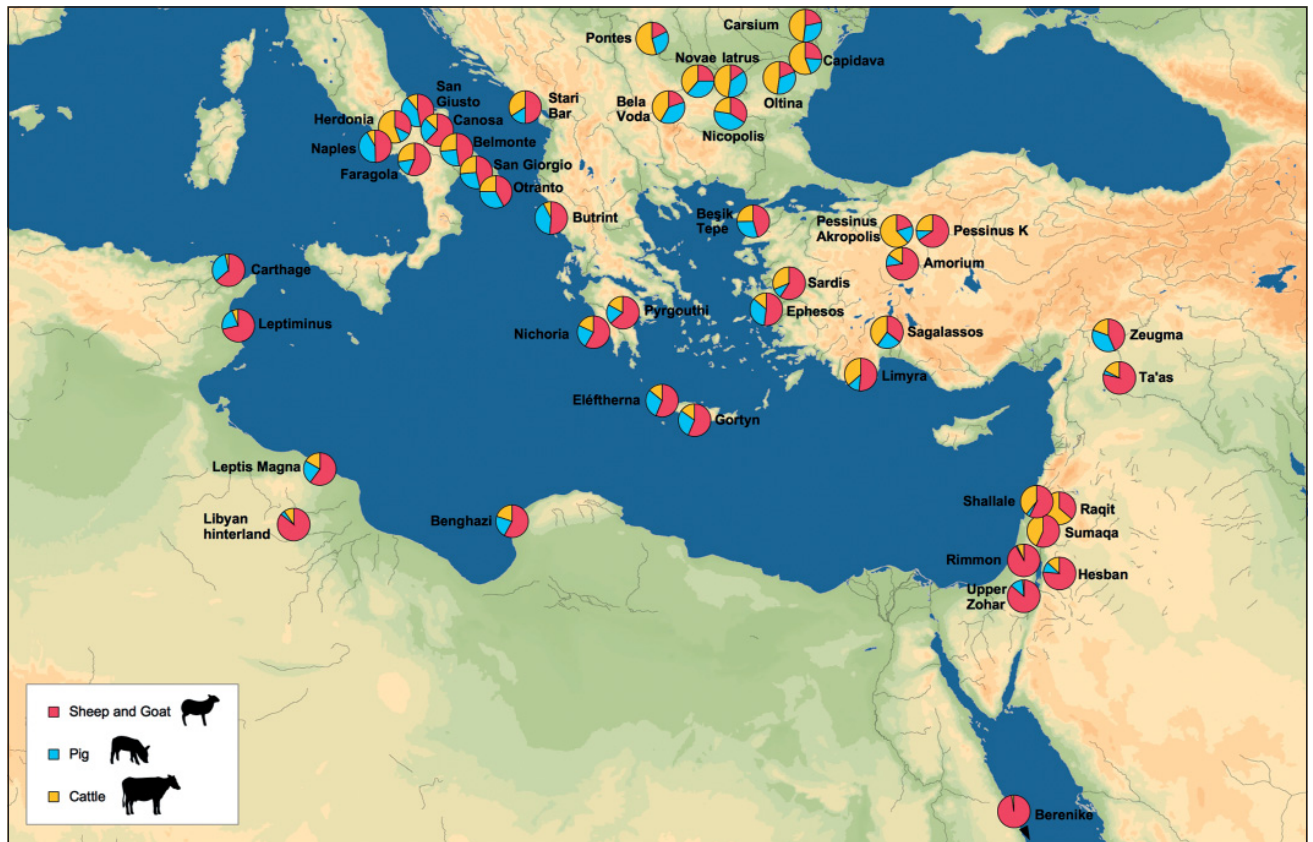 Carsium
Pontes
Novae Iatrus
Capidava
San
Giusto
Stari
Bar
Bela
Voda
Oltina
Herdonia
Canosa
Nicopolis
Naples
Belmonte
Faragola
San Giorgio
Otranto
Butrint
Beşik
Tepe
Pessinus
Akropolis
Pessinus K
Amorium
Carthage
Sardis
Leptiminus
Pyrgouthi
Ephesos
Nichoria
Sagalassos
Zeugma
Limyra
Ta'as
Eléftherna
Gortyn
Leptis Magna
Shallale
Raqit
Libyan
hinterland
Benghazi
Sumaqa
Rimmon
Hesban
Upper
Zohar
Sheep and Goat
Pig
Cattle
Berenike